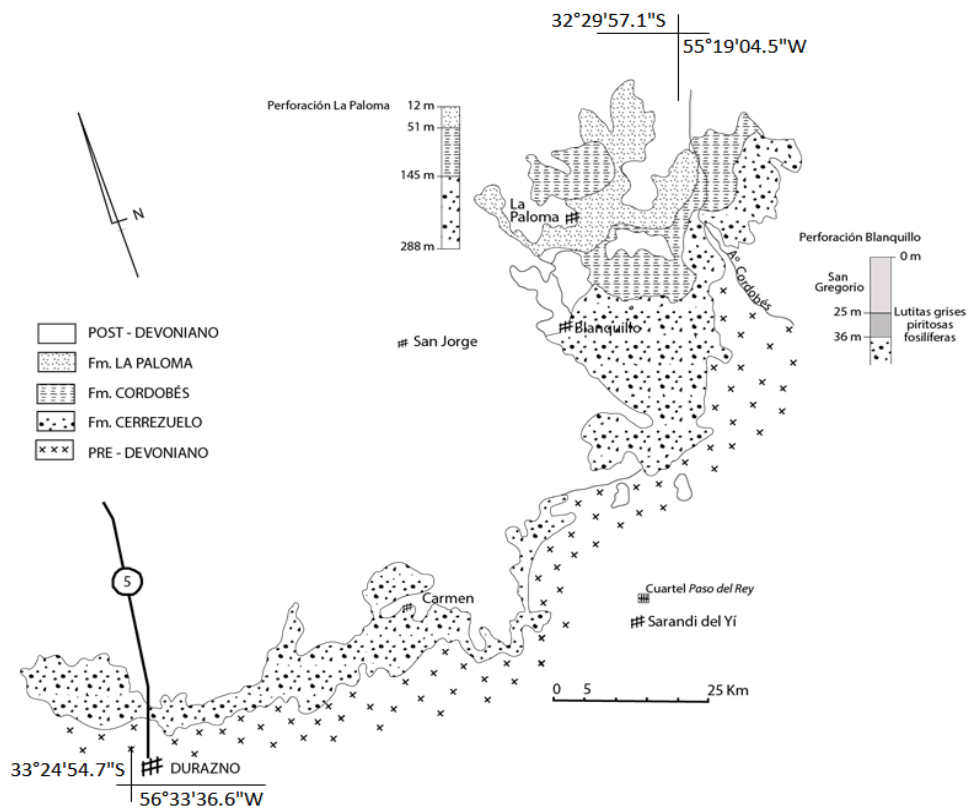 32°29'57.1"S
55°19'04.5"W
Perforación La Paloma
12 m
51 m
145 m
288 m
N
La
Paloma
Aº Cordobés
Perforación Blanquillo
0 m
San
Gregorio
25 m
36 m
Lutitas grises
piritosas
fosilíferas
Blanquillo
San Jorge
POST - DEVONIANO
Fm. LA PALOMA
Fm. CORDOBÉS
Fm. CERREZUELO
PRE - DEVONIANO
5
Carmen
Cuartel Paso del Rey
Sarandi del Yí
0 5 25 Km
33°24'54.7"S
DURAZNO
56°33'36.6"W